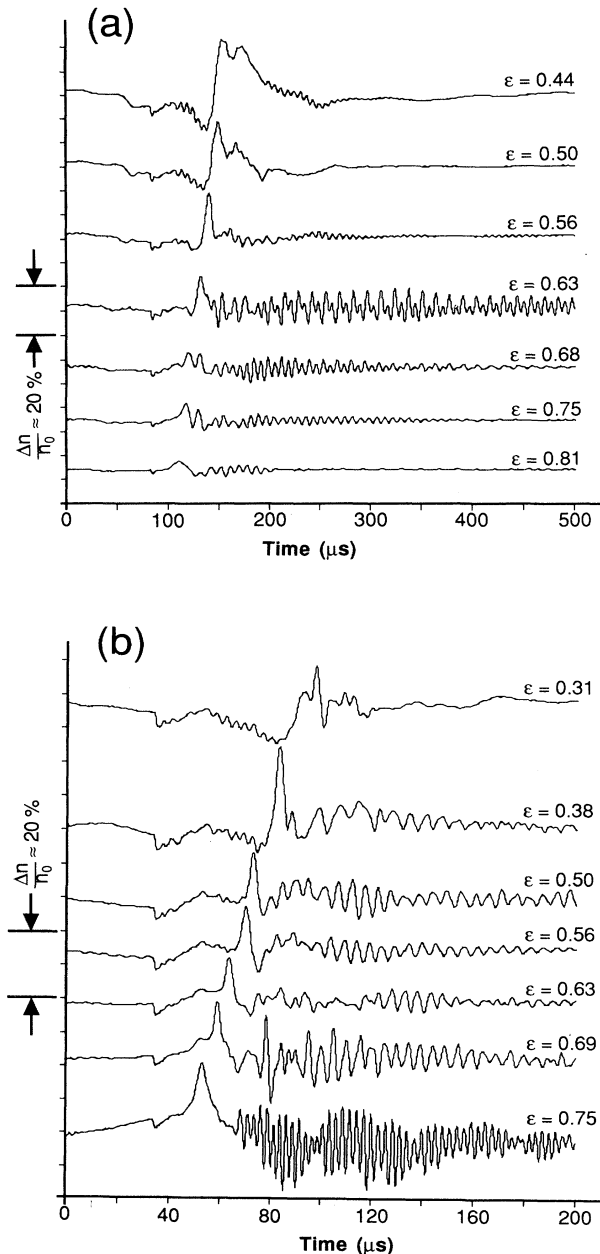 (a)
ε = 0.44
ε = 0.50
ε = 0.56
ε = 0.63
ε = 0.68
ε = 0.75
ε = 0.81
Δn/n₀ ≈ 20 %
0 100 200 300 400 500
Time (μs)
(b)
ε = 0.31
ε = 0.38
ε = 0.50
ε = 0.56
ε = 0.63
ε = 0.69
ε = 0.75
Δn/n₀ ≈ 20 %
0 40 80 120 160 200
Time (μs)